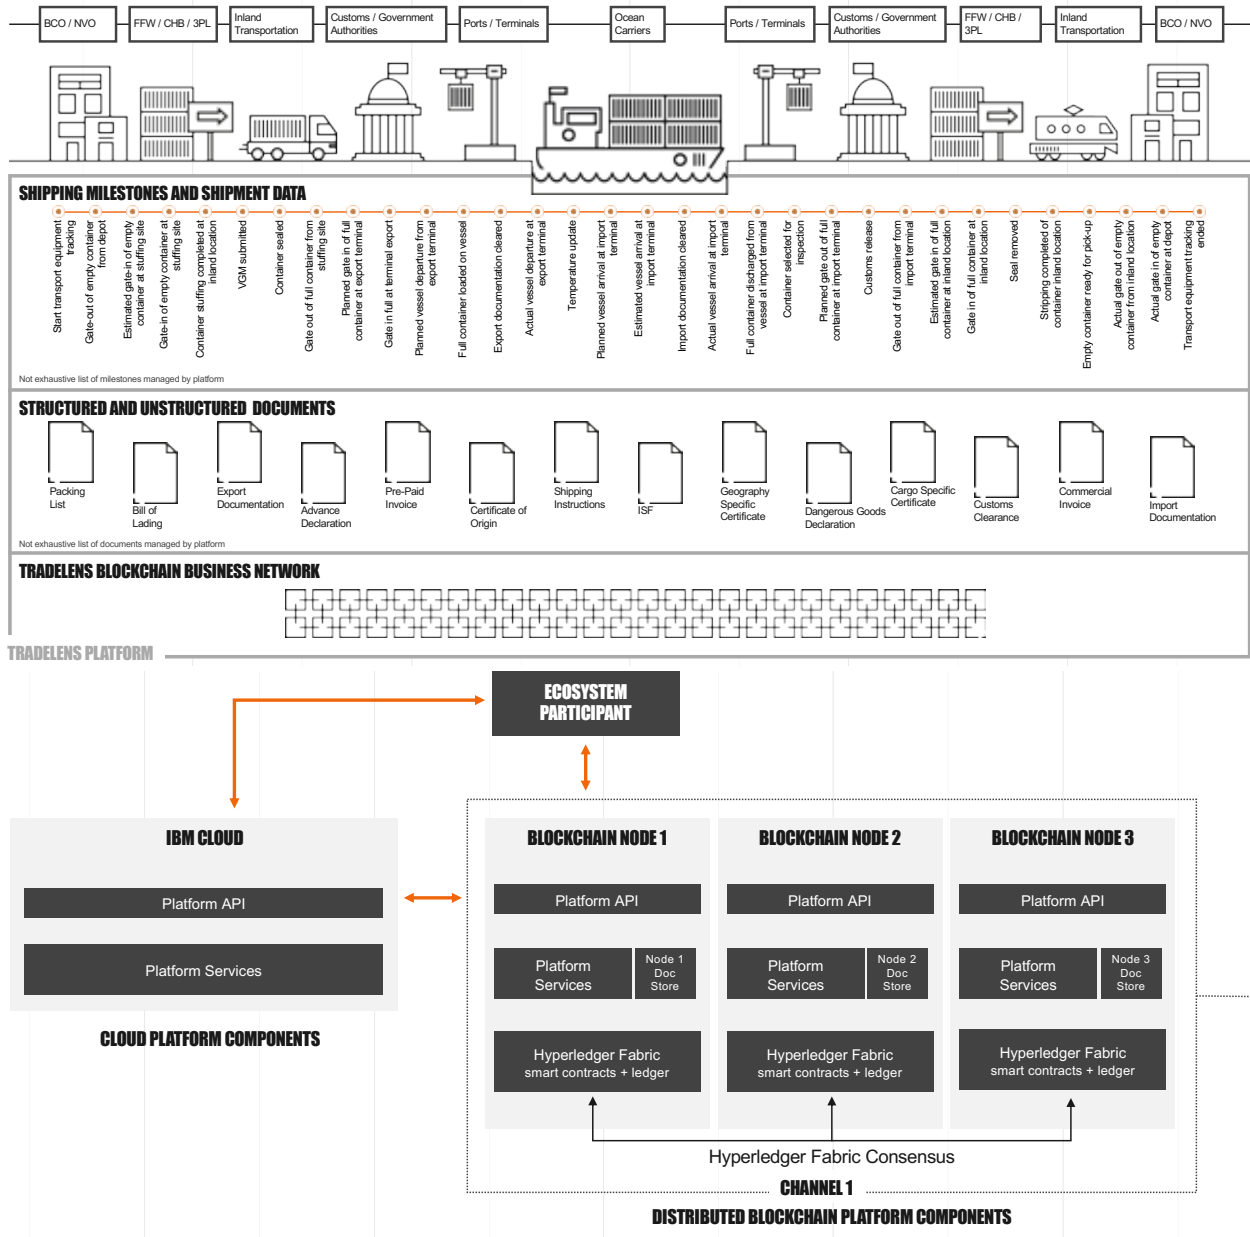 BCO / NVO
FFW / CHB / 3PL
Inland
Transportation
Customs / Government
Authorities
Ports / Terminals
Ocean
Carriers
Ports / Terminals
Customs / Government
Authorities
FFW / CHB /
3PL
Inland
Transportation
BCO / NVO
SHIPPING MILESTONES AND SHIPMENT DATA
Start transport equipment
tracking
Gate-out of empty container
from depot
Estimated gate-in of empty
container at stuffing site
Gate-in of empty container at
stuffing site
Container stuffing completed at
inland location
VGM submitted
Container sealed
Gate out of full container from
stuffing site
Planned gate in of full
container at export terminal
Gate in full at terminal export
Planned vessel departure from
export terminal
Full container loaded on vessel
Export documentation cleared
Actual vessel departure at
export terminal
Temperature update
Planned vessel arrival at import
terminal
Estimated vessel arrival at
import terminal
Import documentation cleared
Actual vessel arrival at import
terminal
Full container discharged from
vessel at import terminal
Container selected for
inspection
Planned gate out of full
container at import terminal
Customs release
Gate out of full container from
import terminal
Estimated gate in of full
container at inland location
Gate in of full container at
inland location
Seal removed
Stripping completed of
container inland location
Empty container ready for pick-up
Actual gate out of empty
container from inland location
Actual gate in of empty
container at depot
Transport equipment tracking
ended
Not exhaustive list of milestones managed by platform
STRUCTURED AND UNSTRUCTURED DOCUMENTS
Packing
List
Bill of
Lading
Export
Documentation
Advance
Declaration
Pre-Paid
Invoice
Certificate of
Origin
Shipping
Instructions
ISF
Geography
Specific
Certificate
Dangerous Goods
Declaration
Cargo Specific
Certificate
Customs
Clearance
Commercial
Invoice
Import
Documentation
Not exhaustive list of documents managed by platform
TRADELENS BLOCKCHAIN BUSINESS NETWORK
TRADELENS PLATFORM
ECOSYSTEM
PARTICIPANT
IBM CLOUD
Platform API
Platform Services
CLOUD PLATFORM COMPONENTS
BLOCKCHAIN NODE 1
Platform API
Platform
Services
Node 1
Doc
Store
Hyperledger Fabric
smart contracts + ledger
BLOCKCHAIN NODE 2
Platform API
Platform
Services
Node 2
Doc
Store
Hyperledger Fabric
smart contracts + ledger
BLOCKCHAIN NODE 3
Platform API
Platform
Services
Node 3
Doc
Store
Hyperledger Fabric
smart contracts + ledger
Hyperledger Fabric Consensus
CHANNEL 1
DISTRIBUTED BLOCKCHAIN PLATFORM COMPONENTS